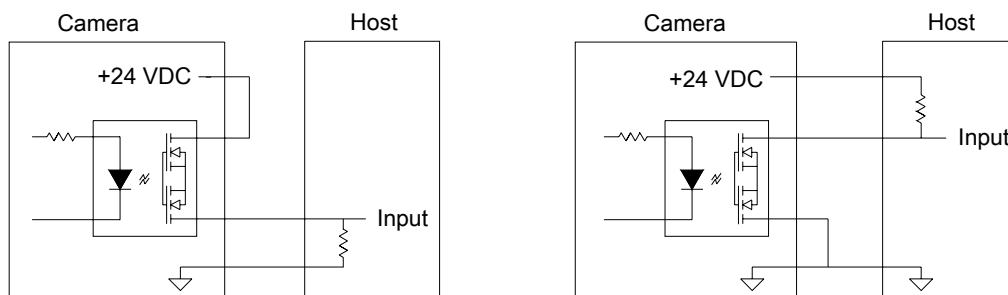 Camera
Host
+24 VDC
Input
Camera
Host
+24 VDC
Input